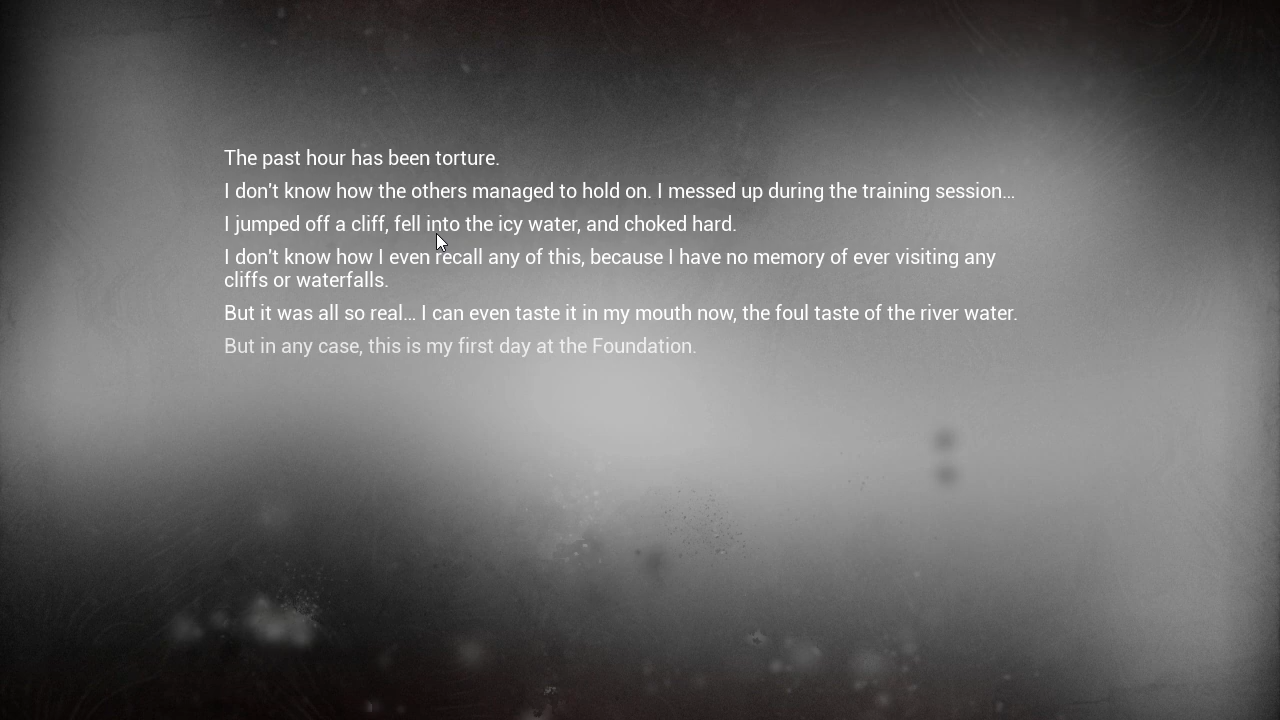 The past hour has been torture.
I don't know how the others managed to hold on. I messed up during the training session...
I jumped off a cliff, fell into the icy water, and choked hard.
I don't know how I even recall any of this, because I have no memory of ever visiting any
cliffs or waterfalls.
But it was all so real... I can even taste it in my mouth now, the foul taste of the river water.
But in any case, this is my first day at the Foundation.